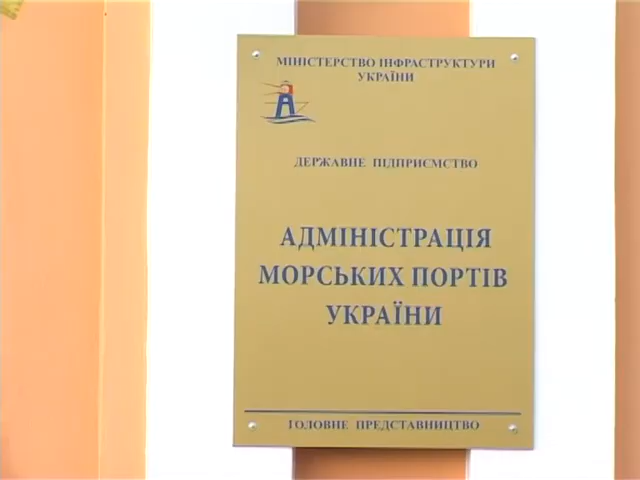 МІНІСТЕРСТВО ІНФРАСТРУКТУРИ
УКРАЇНИ
ДЕРЖАВНЕ ПІДПРИЄМСТВО
АДМІНІСТРАЦІЯ
МОРСЬКИХ ПОРТІВ
УКРАЇНИ
ГОЛОВНЕ ПРЕДСТАВНИЦТВО